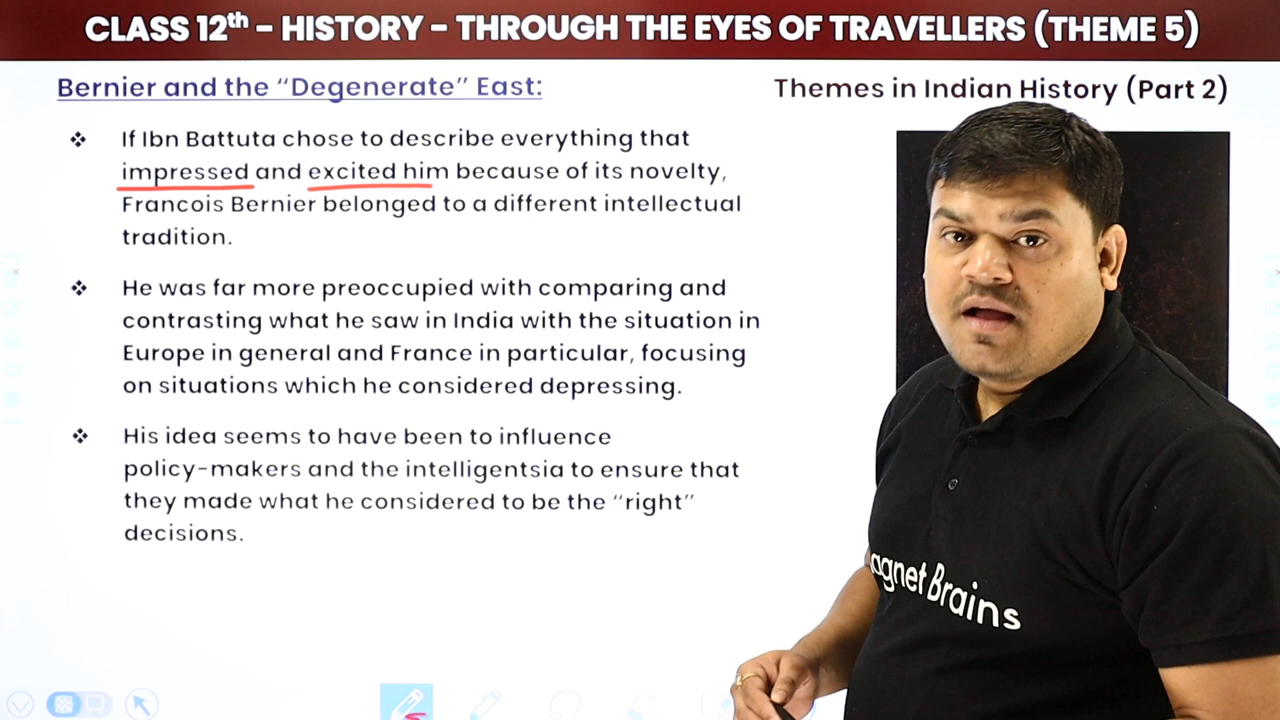 CLASS 12th – HISTORY – THROUGH THE EYES OF TRAVELLERS (THEME 5)
Bernier and the “Degenerate” East:
Themes in Indian History (Part 2)
If Ibn Battuta chose to describe everything that
impressed and excited him because of its novelty,
Francois Bernier belonged to a different intellectual
tradition.
He was far more preoccupied with comparing and
contrasting what he saw in India with the situation in
Europe in general and France in particular, focusing
on situations which he considered depressing.
His idea seems to have been to influence
policy-makers and the intelligentsia to ensure that
they made what he considered to be the “right”
decisions.
agnet Brains